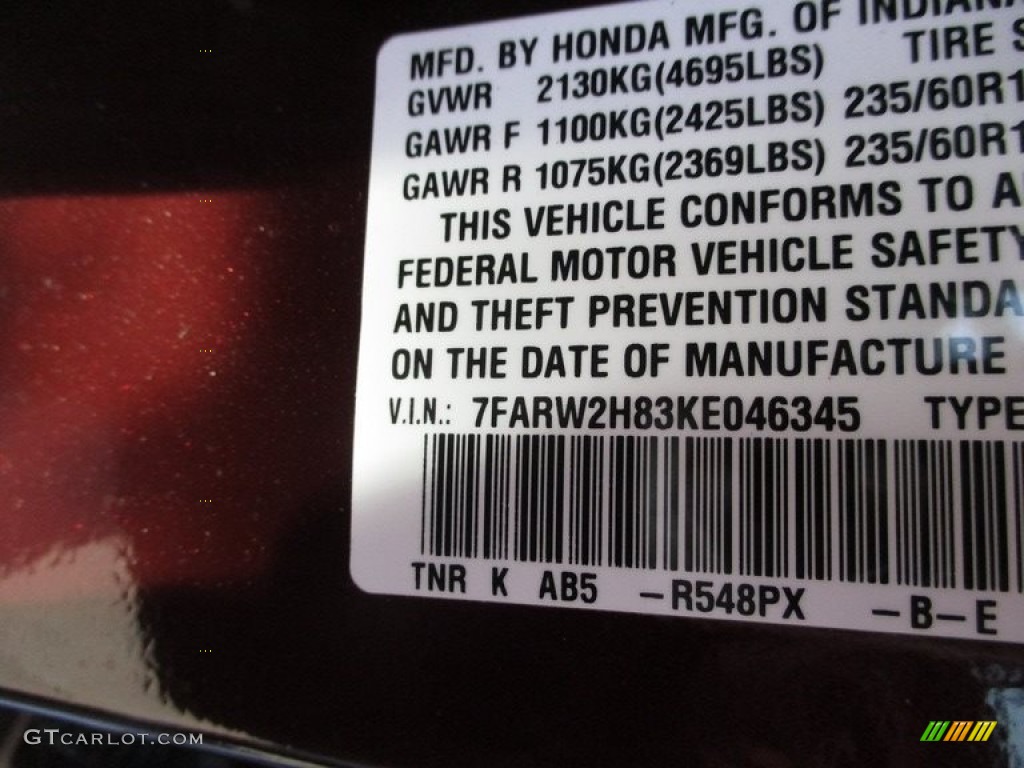 MFD. BY HONDA MFG. OF INDIANA
GVWR 2130KG(4695LBS) TIRE S
GAWR F 1100KG(2425LBS) 235/60R1
GAWR R 1075KG(2369LBS) 235/60R1
THIS VEHICLE CONFORMS TO A
FEDERAL MOTOR VEHICLE SAFETY
AND THEFT PREVENTION STANDA
ON THE DATE OF MANUFACTURE
V.I.N.: 7FARW2H83KE046345 TYPE
TNR K AB5 -R548PX -B-E
GTCARLOT.COM